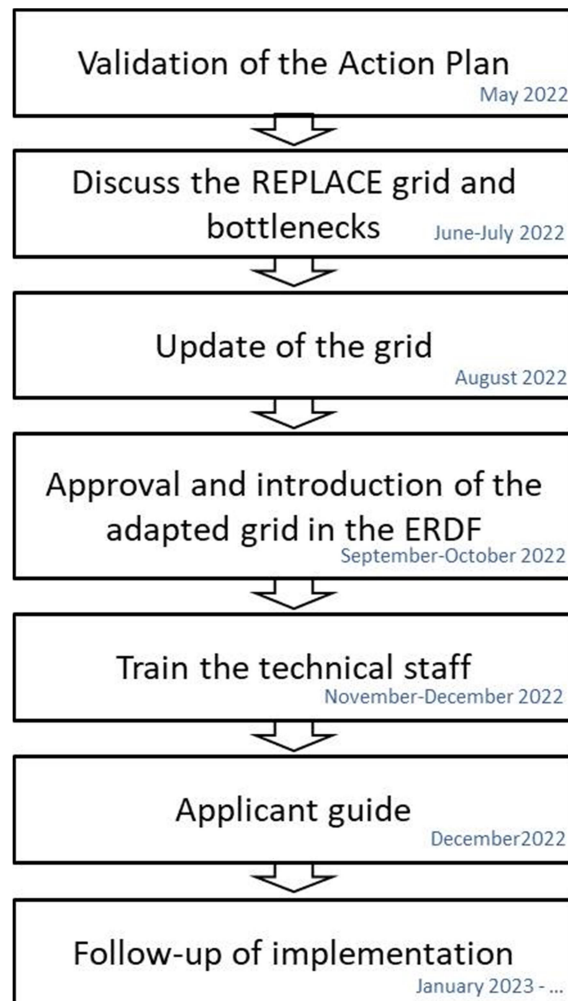 Validation of the Action Plan
May 2022
Discuss the REPLACE grid and
bottlenecks
June-July 2022
Update of the grid
August 2022
Approval and introduction of the
adapted grid in the ERDF
September-October 2022
Train the technical staff
November-December 2022
Applicant guide
December2022
Follow-up of implementation
January 2023 - ...